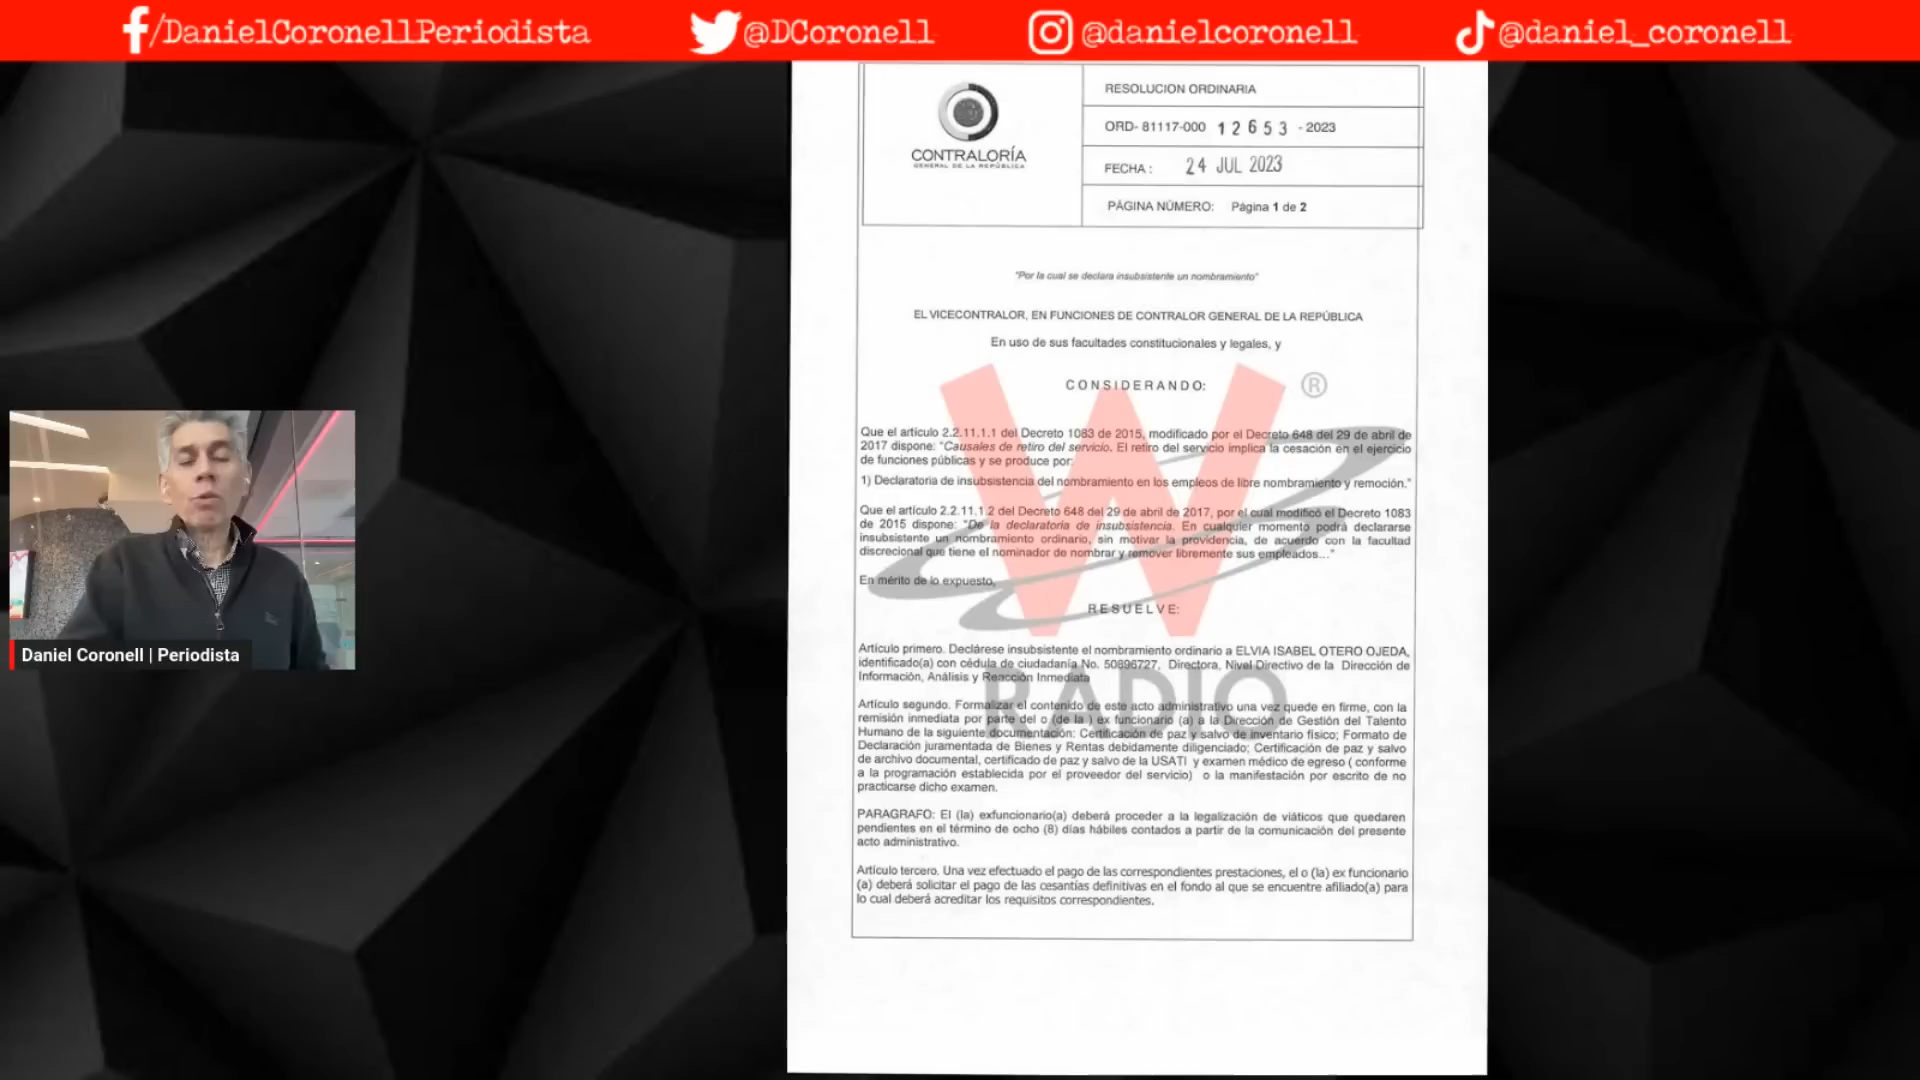 /DanielCoronellPeriodista
@DCoronell
@danielcoronell
@daniel_coronell
CONTRALORÍA
GENERAL DE LA REPÚBLICA
RESOLUCION ORDINARIA
ORD- 81117-000 12653 - 2023
FECHA : 24 JUL 2023
PÁGINA NÚMERO: Página 1 de 2
"Por la cual se declara insubsistente un nombramiento"
EL VICECONTRALOR, EN FUNCIONES DE CONTRALOR GENERAL DE LA REPÚBLICA
En uso de sus facultades constitucionales y legales, y
CONSIDERANDO:
Que el artículo 2.2.11.1.1 del Decreto 1083 de 2015, modificado por el Decreto 648 del 29 de abril de
2017 dispone: "Causales de retiro del servicio. El retiro del servicio implica la cesación en el ejercicio
de funciones públicas y se produce por:
1) Declaratoria de insubsistencia del nombramiento en los empleos de libre nombramiento y remoción."
Que el artículo 2.2.11.1.2 del Decreto 648 del 29 de abril de 2017, por el cual modificó el Decreto 1083
de 2015 dispone: "De la declaratoria de insubsistencia. En cualquier momento podrá declararse
insubsistente un nombramiento ordinario, sin motivar la providencia, de acuerdo con la facultad
discrecional que tiene el nominador de nombrar y remover libremente sus empleados..."
En mérito de lo expuesto,
RESUELVE:
Artículo primero. Declárese insubsistente el nombramiento ordinario a ELVIA ISABEL OTERO OJEDA,
identificado(a) con cédula de ciudadanía No. 50896727, Directora, Nivel Directivo de la Dirección de
Información, Análisis y Reacción Inmediata
Artículo segundo. Formalizar el contenido de este acto administrativo una vez quede en firme, con la
remisión inmediata por parte del o (de la ) ex funcionario (a) a la Dirección de Gestión del Talento
Humano de la siguiente documentación: Certificación de paz y salvo de inventario físico; Formato de
Declaración juramentada de Bienes y Rentas debidamente diligenciado; Certificación de paz y salvo
de archivo documental, certificado de paz y salvo de la USATI y examen médico de egreso ( conforme
a la programación establecida por el proveedor del servicio) o la manifestación por escrito de no
practicarse dicho examen.
PARAGRAFO: El (la) exfuncionario(a) deberá proceder a la legalización de viáticos que quedaren
pendientes en el término de ocho (8) días hábiles contados a partir de la comunicación del presente
acto administrativo.
Artículo tercero. Una vez efectuado el pago de las correspondientes prestaciones, el o (la) ex funcionario
(a) deberá solicitar el pago de las cesantías definitivas en el fondo al que se encuentre afiliado(a) para
lo cual deberá acreditar los requisitos correspondientes.
W ®
RADIO
Daniel Coronell | Periodista